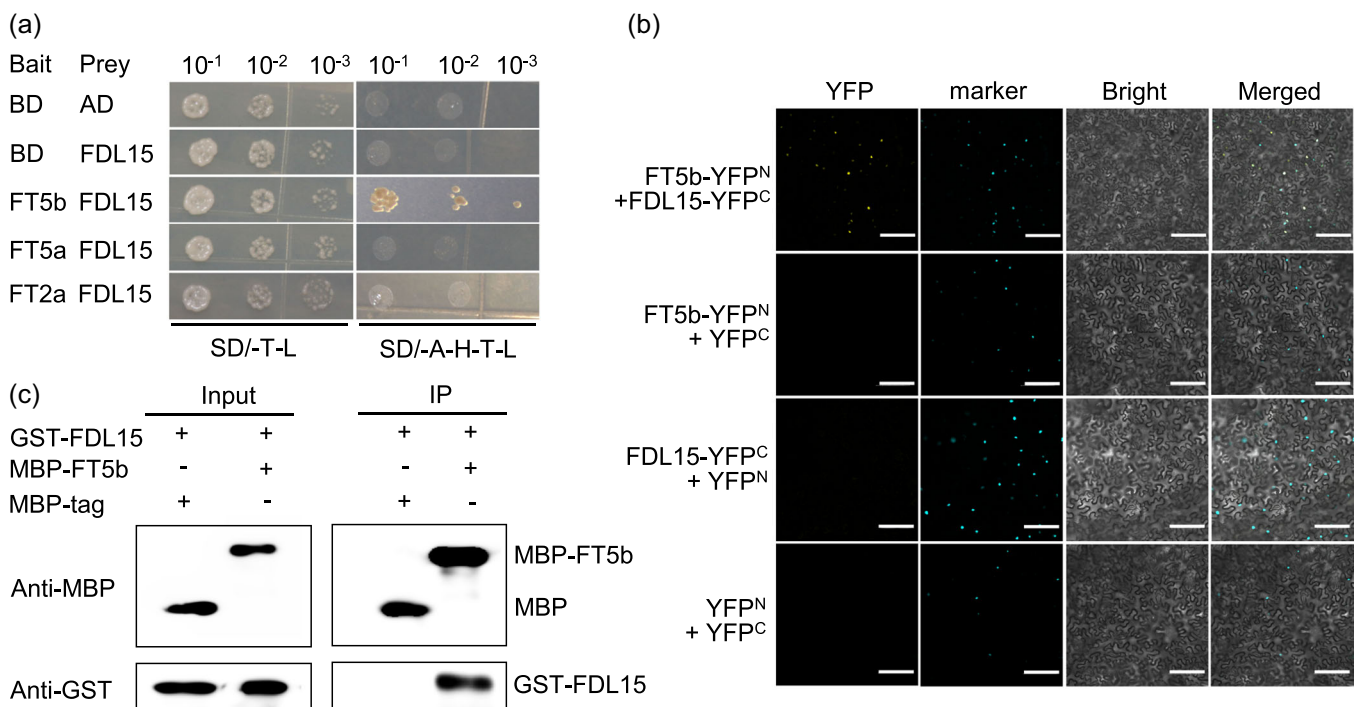 (a)
Bait Prey 10⁻¹ 10⁻² 10⁻³ 10⁻¹ 10⁻² 10⁻³
BD AD
BD FDL15
FT5b FDL15
FT5a FDL15
FT2a FDL15
SD/-T-L SD/-A-H-T-L
(b)
YFP marker Bright Merged
FT5b-YFPᴺ
+FDL15-YFPᶜ
FT5b-YFPᴺ
+ YFPᶜ
FDL15-YFPᶜ
+ YFPᴺ
YFPᴺ
+ YFPᶜ
(c)
Input IP
GST-FDL15 + + + +
MBP-FT5b - + - +
MBP-tag + - + -
Anti-MBP
MBP-FT5b
MBP
Anti-GST
GST-FDL15